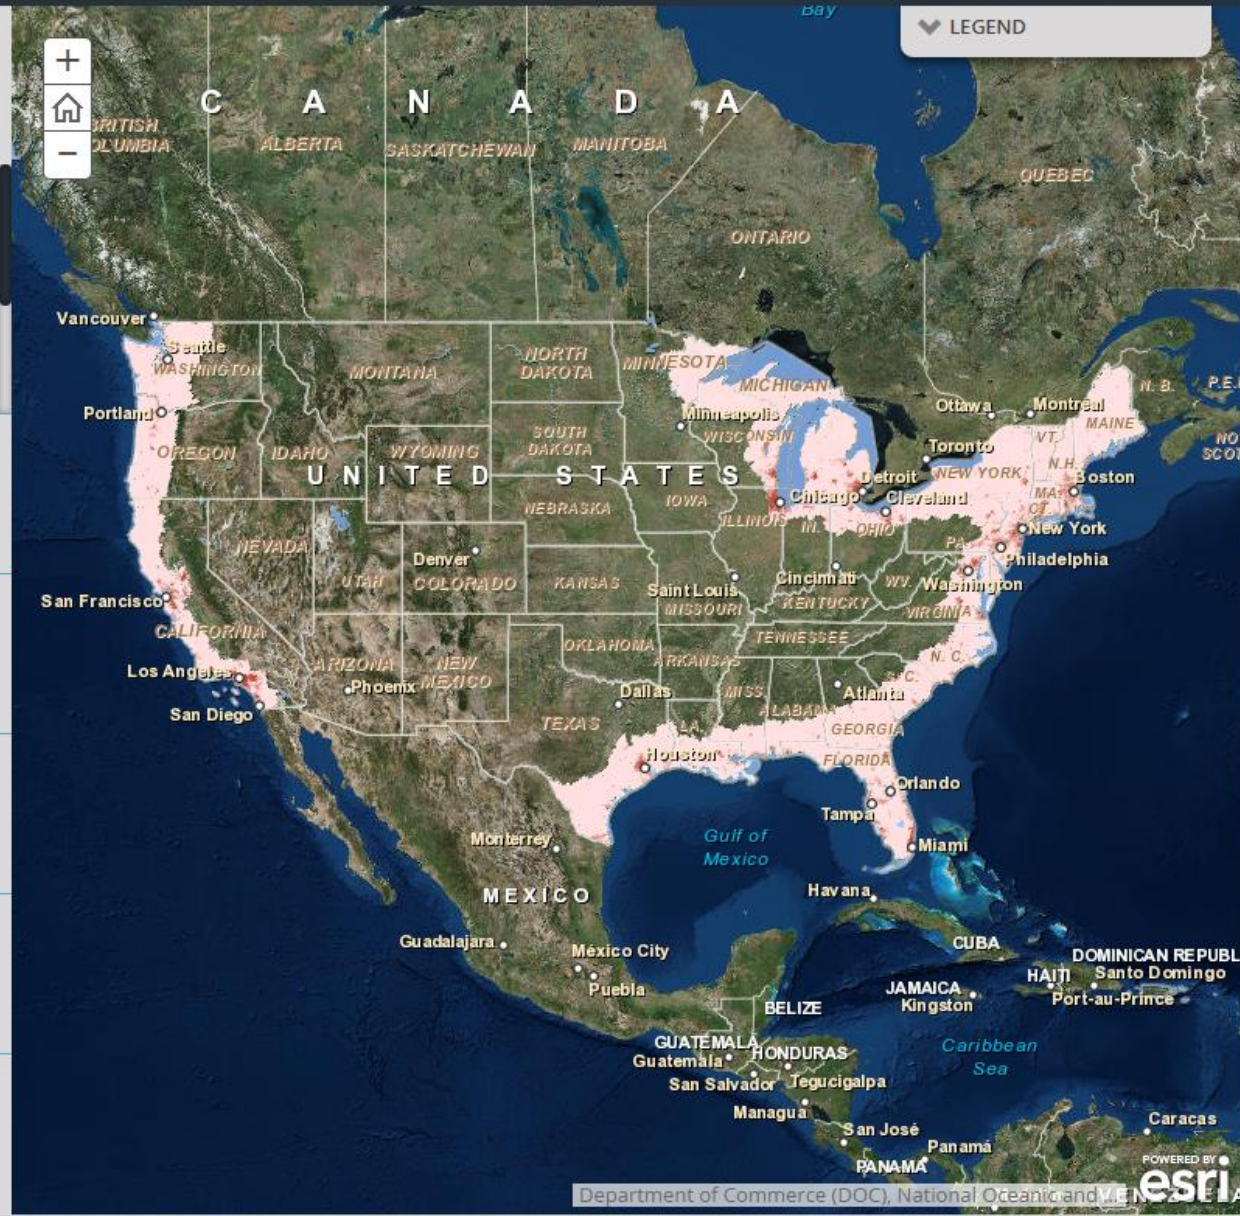 Bay
LEGEND
+
−
C A N A D A
BRITISH
COLUMBIA
ALBERTA
SASKATCHEWAN
MANITOBA
QUEBEC
ONTARIO
Vancouver
Seattle
WASHINGTON
MONTANA
NORTH
DAKOTA
MINNESOTA
MICHIGAN
N. B.
P.E.I
Portland
Minneapolis
Ottawa
Montreal
MAINE
OREGON
IDAHO
WYOMING
SOUTH
DAKOTA
WISCONSIN
Toronto
VT.
NO
SCOT
UNITED STATES
Detroit
NEW YORK
N.H.
Boston
NEBRASKA
IOWA
Chicago
Cleveland
MA.
CT.
ILLINOIS
IN.
OHIO
New York
NEVADA
Denver
PA.
Philadelphia
UTAH
COLORADO
KANSAS
Saint Louis
Cincinnati
WV.
Washington
San Francisco
MISSOURI
KENTUCKY
VIRGINIA
CALIFORNIA
OKLAHOMA
TENNESSEE
N. C.
Los Angeles
ARIZONA
NEW
MEXICO
ARKANSAS
S. C.
Phoenix
Dallas
MISS.
Atlanta
San Diego
TEXAS
LA.
ALABAMA
GEORGIA
Houston
FLORIDA
Orlando
Tampa
Monterrey
Gulf of
Mexico
Miami
MEXICO
Havana
Guadalajara
México City
CUBA
DOMINICAN REPUBL
Puebla
HAITI
Santo Domingo
JAMAICA
Kingston
Port-au-Prince
BELIZE
GUATEMALA
Guatemala
HONDURAS
Caribbean
Sea
San Salvador
Tegucigalpa
Managua
San José
Caracas
Panamá
PANAMA
POWERED BY
esri
Department of Commerce (DOC), National Oceanic and ...